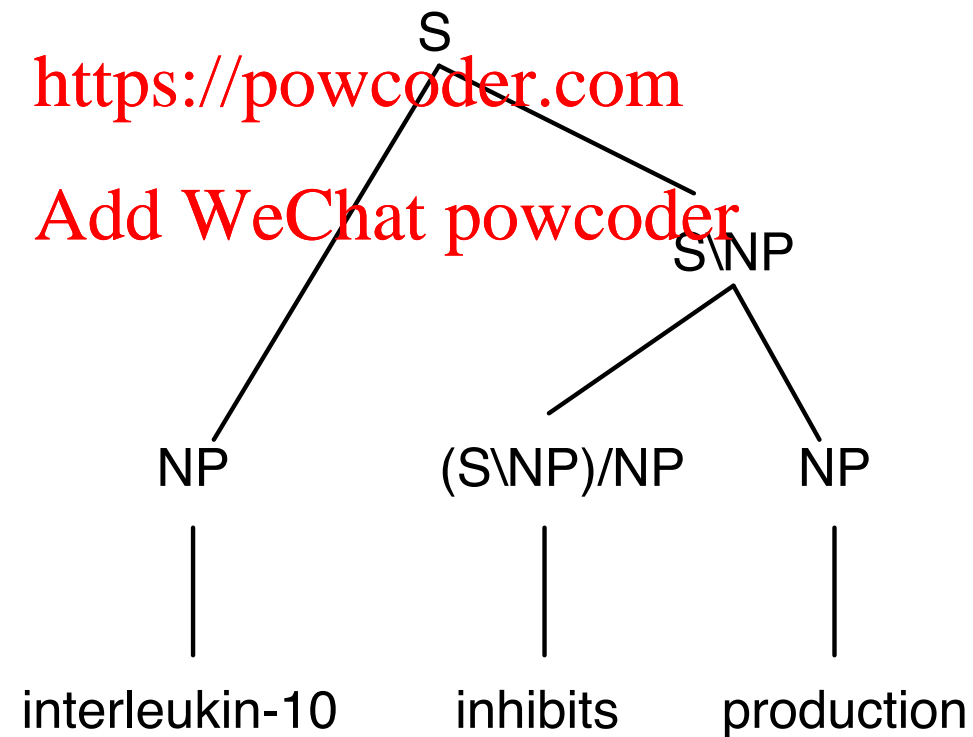 S
https://powcoder.com
Add WeChat powcoder
S\NP
NP (S\NP)/NP NP
interleukin-10 inhibits production